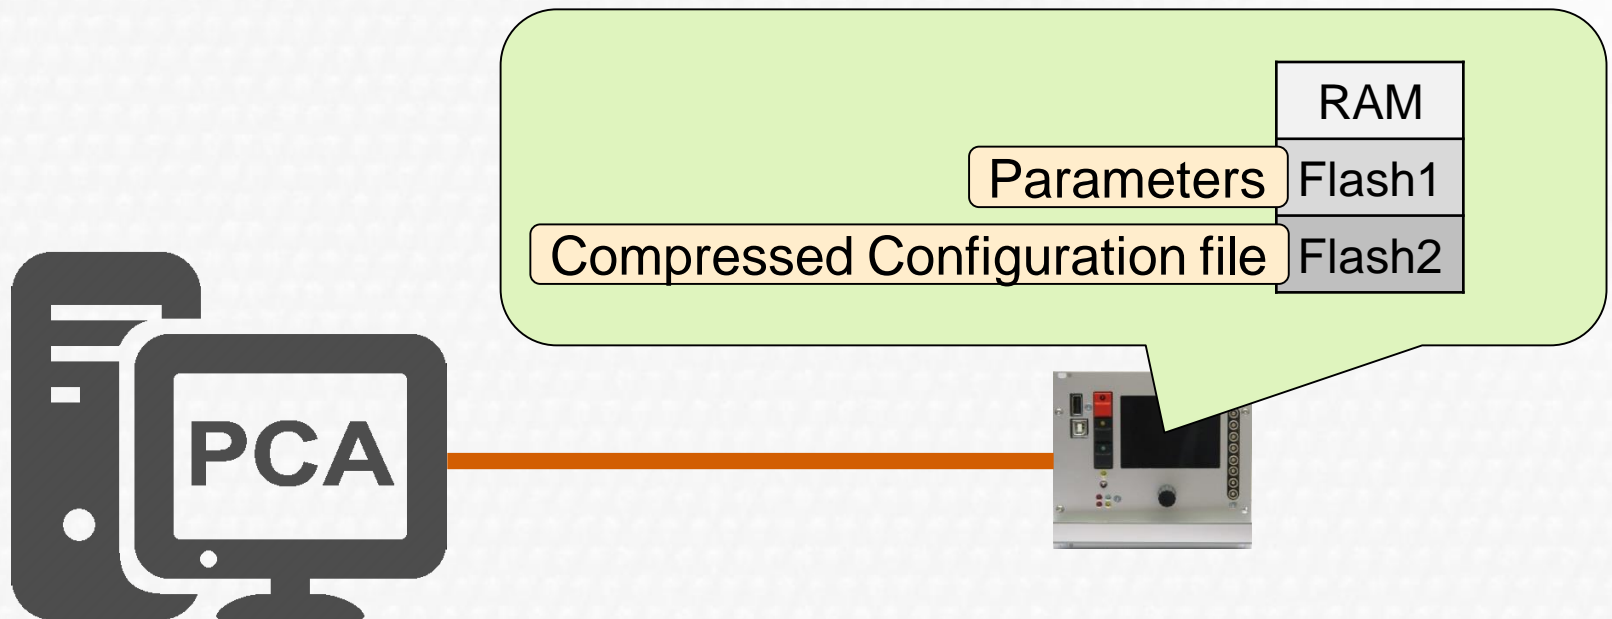 RAM
Parameters Flash1
Compressed Configuration file Flash2
PCA